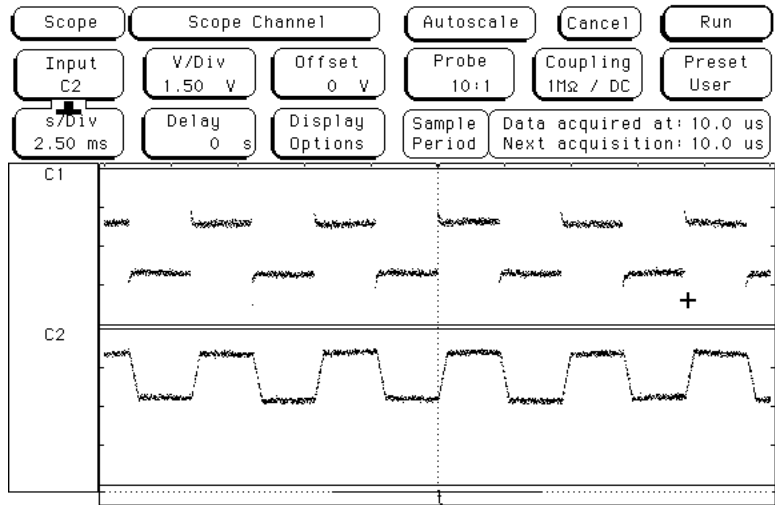 Scope
Scope Channel
Autoscale
Cancel
Run
Input
C2
V/Div
1.50 V
Offset
0 V
Probe
10:1
Coupling
1MΩ / DC
Preset
User
s/Div
2.50 ms
Delay
0 s
Display
Options
Sample
Period
Data acquired at: 10.0 us
Next acquisition: 10.0 us
C1
C2
t